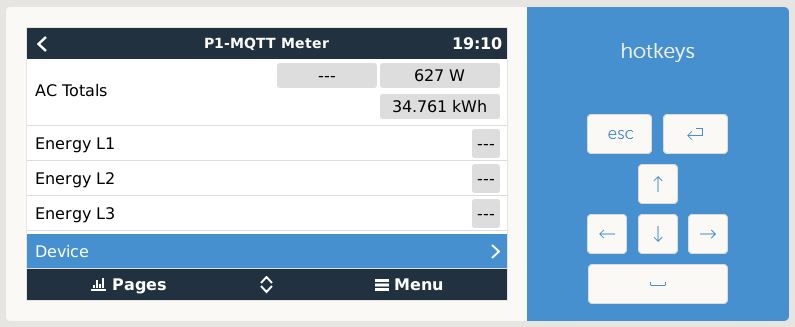 P1-MQTT Meter 19:10
AC Totals --- 627 W
34.761 kWh
Energy L1 ---
Energy L2 ---
Energy L3 ---
Device
Pages Menu
hotkeys
esc